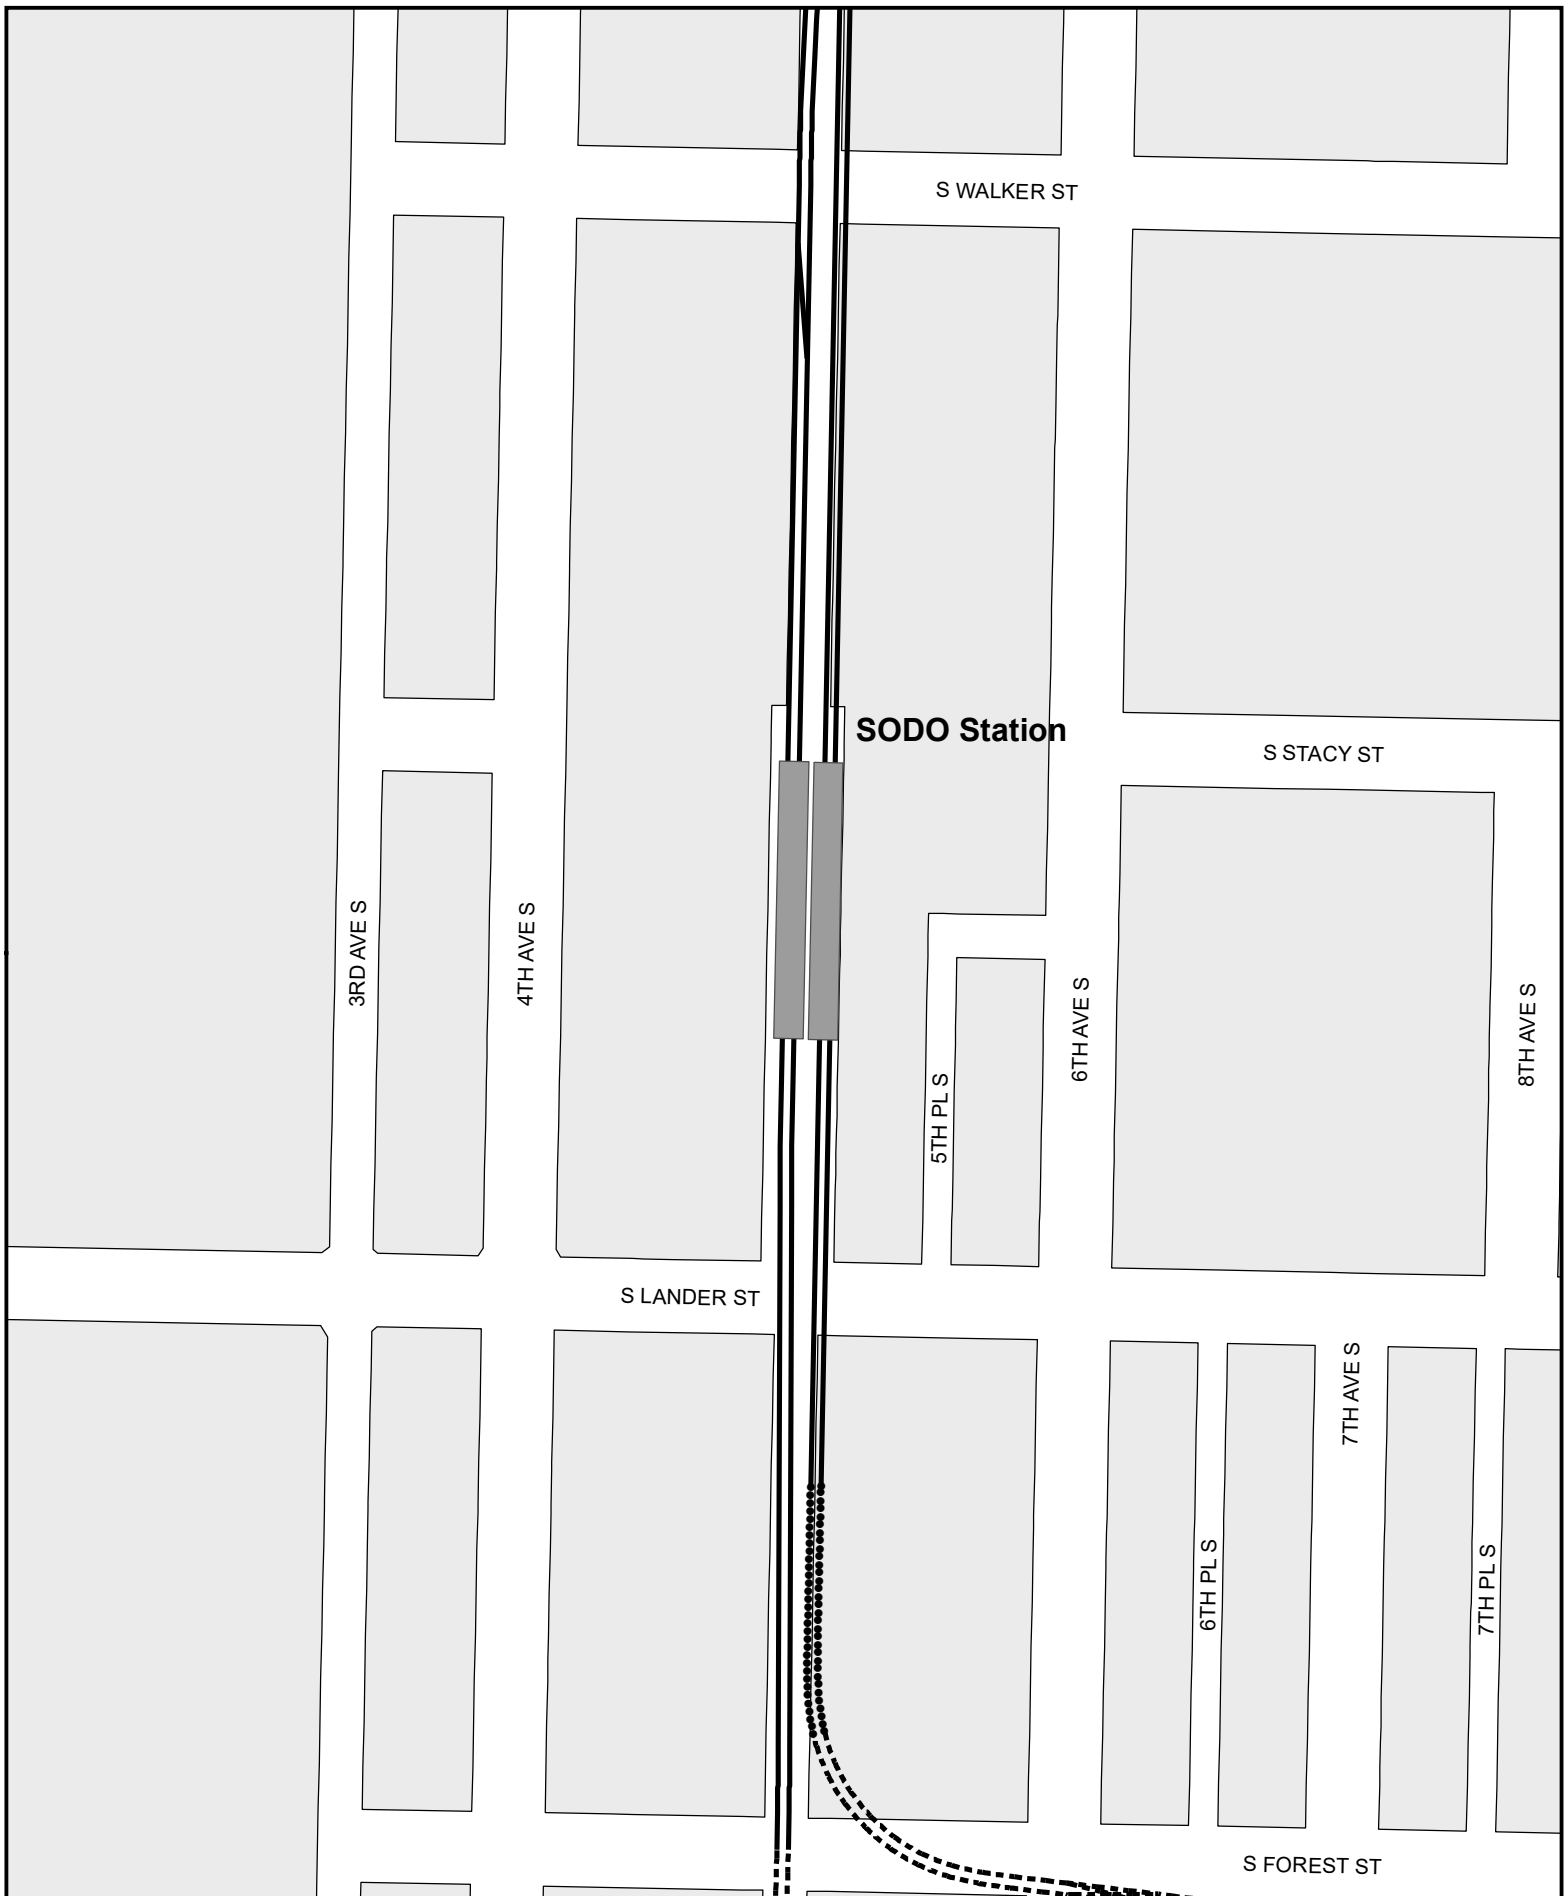 S WALKER ST
SODO Station
S STACY ST
3RD AVE S
4TH AVE S
6TH AVE S
8TH AVE S
5TH PL S
S LANDER ST
7TH AVE S
6TH PL S
7TH PL S
S FOREST ST